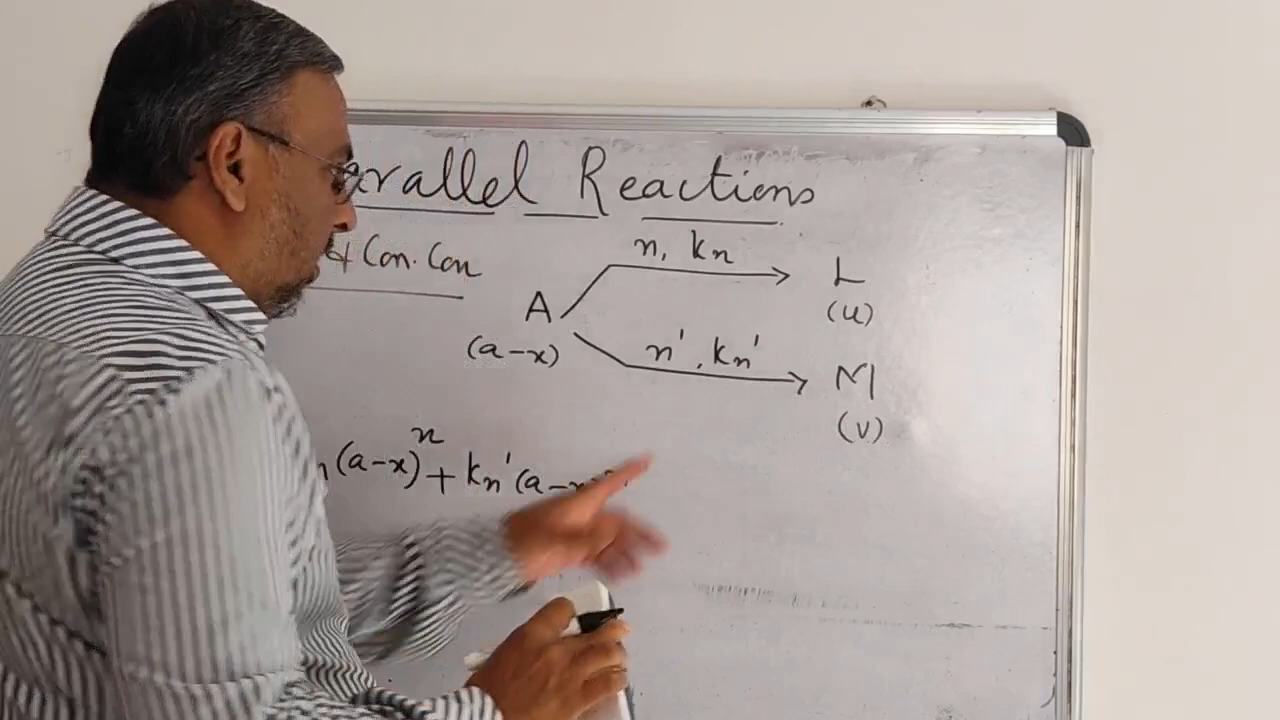 arallel Reactions
& Con. Con
n, kn
L
(u)
A
(a-x)
n', kn'
M
(v)
(a-x)ⁿ + kn' (a-x)